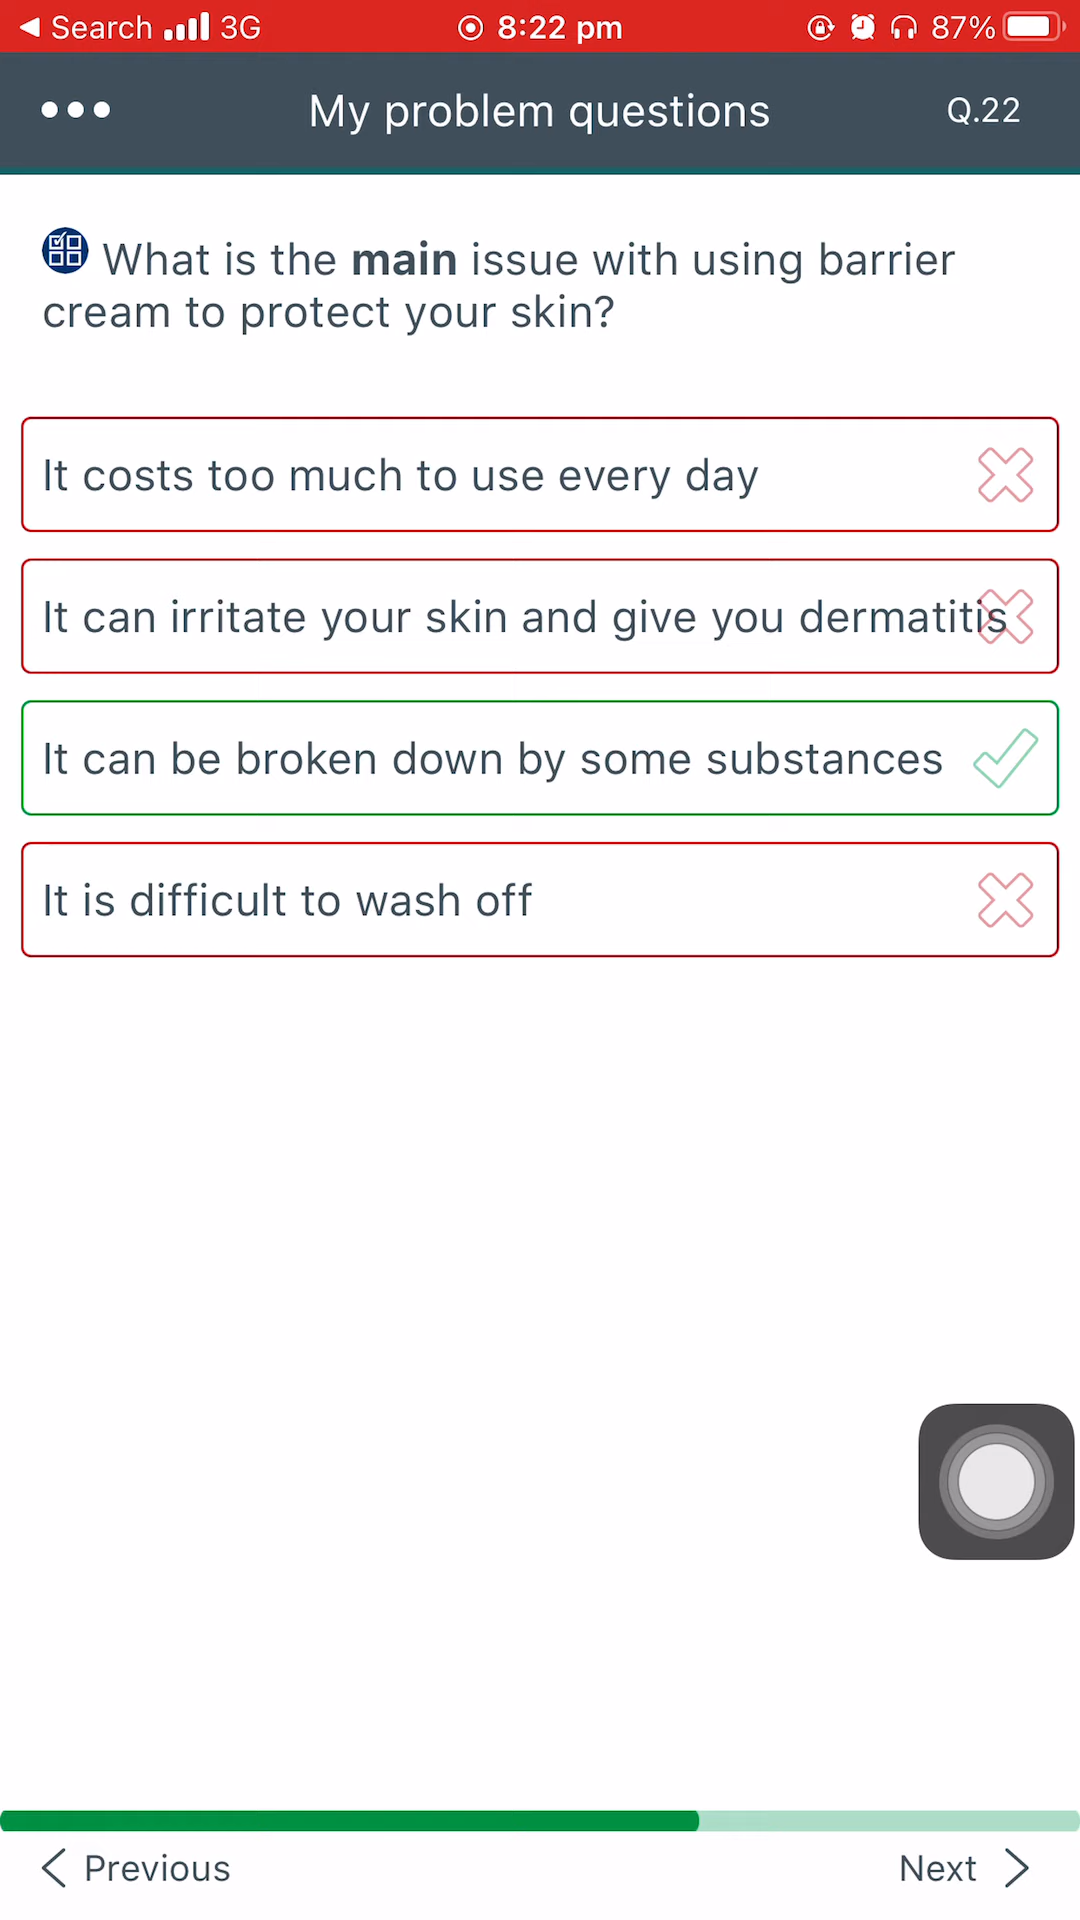 Search 3G 8:22 pm 87%
My problem questions Q.22
What is the main issue with using barrier
cream to protect your skin?
It costs too much to use every day
It can irritate your skin and give you dermatitis
It can be broken down by some substances
It is difficult to wash off
Previous Next